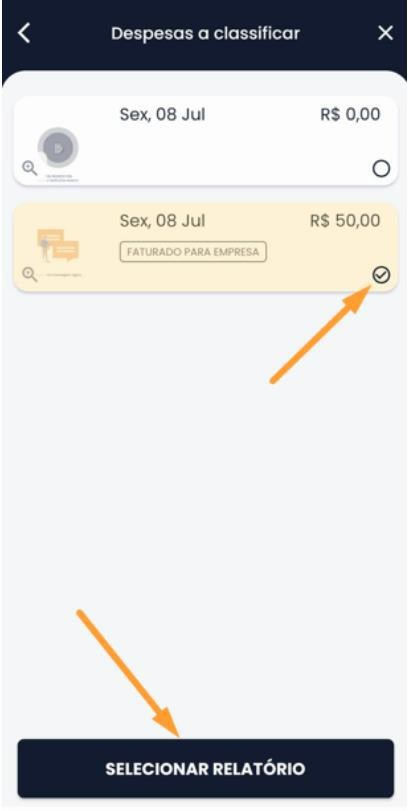 Despesas a classificar
Sex, 08 Jul
R$ 0,00
Sex, 08 Jul
R$ 50,00
FATURADO PARA EMPRESA
SELECIONAR RELATÓRIO